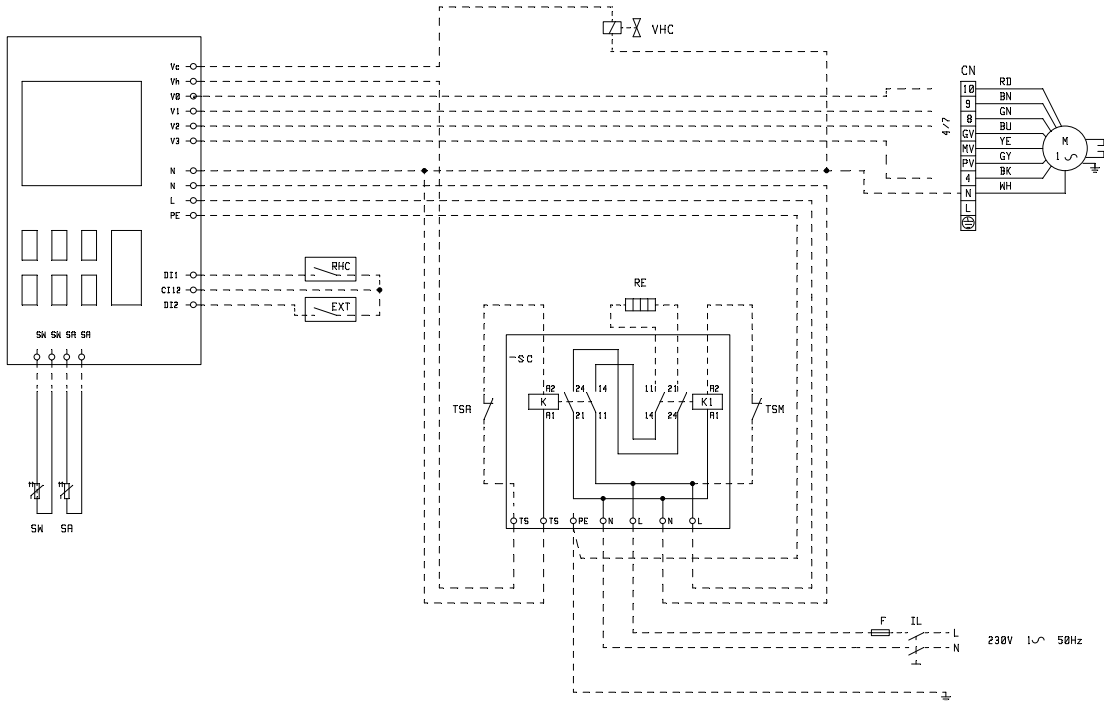 VHC
Vc
Vh
V0
V1
V2
V3
N
N
L
PE
DI1
CI12
DI2
SW SW SA SA
SW SA
RHC
EXT
CN
10 RD
9 BN
8 GN
GV BU
MV YE
PV GY
4 BK
N WH
L
4/7
M
1
RE
SC
TSA
TSM
A2 24 14 11 21 A2
K K1
A1 21 11 14 24 A1
TS TS PE N L N L
F IL
L
N
230V 1 50Hz